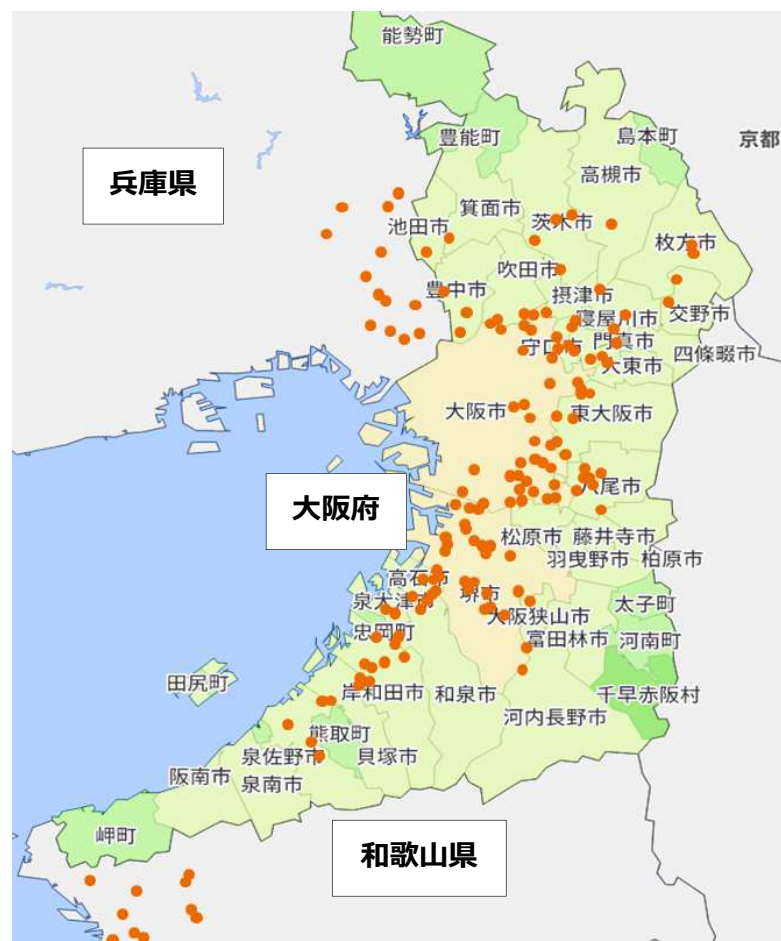 能勢町
豊能町
島本町
京都
高槻市
兵庫県
箕面市
茨木市
池田市
枚方市
吹田市
豊中市
摂津市
交野市
寝屋川市
守口市
門真市
四條畷市
大東市
大阪市
東大阪市
八尾市
大阪府
松原市
藤井寺市
羽曳野市
柏原市
高石市
堺市
泉大津市
太子町
大阪狭山市
忠岡町
富田林市
河南町
田尻町
岸和田市
和泉市
千早赤阪村
河内長野市
熊取町
泉佐野市
貝塚市
阪南市
泉南市
岬町
和歌山県